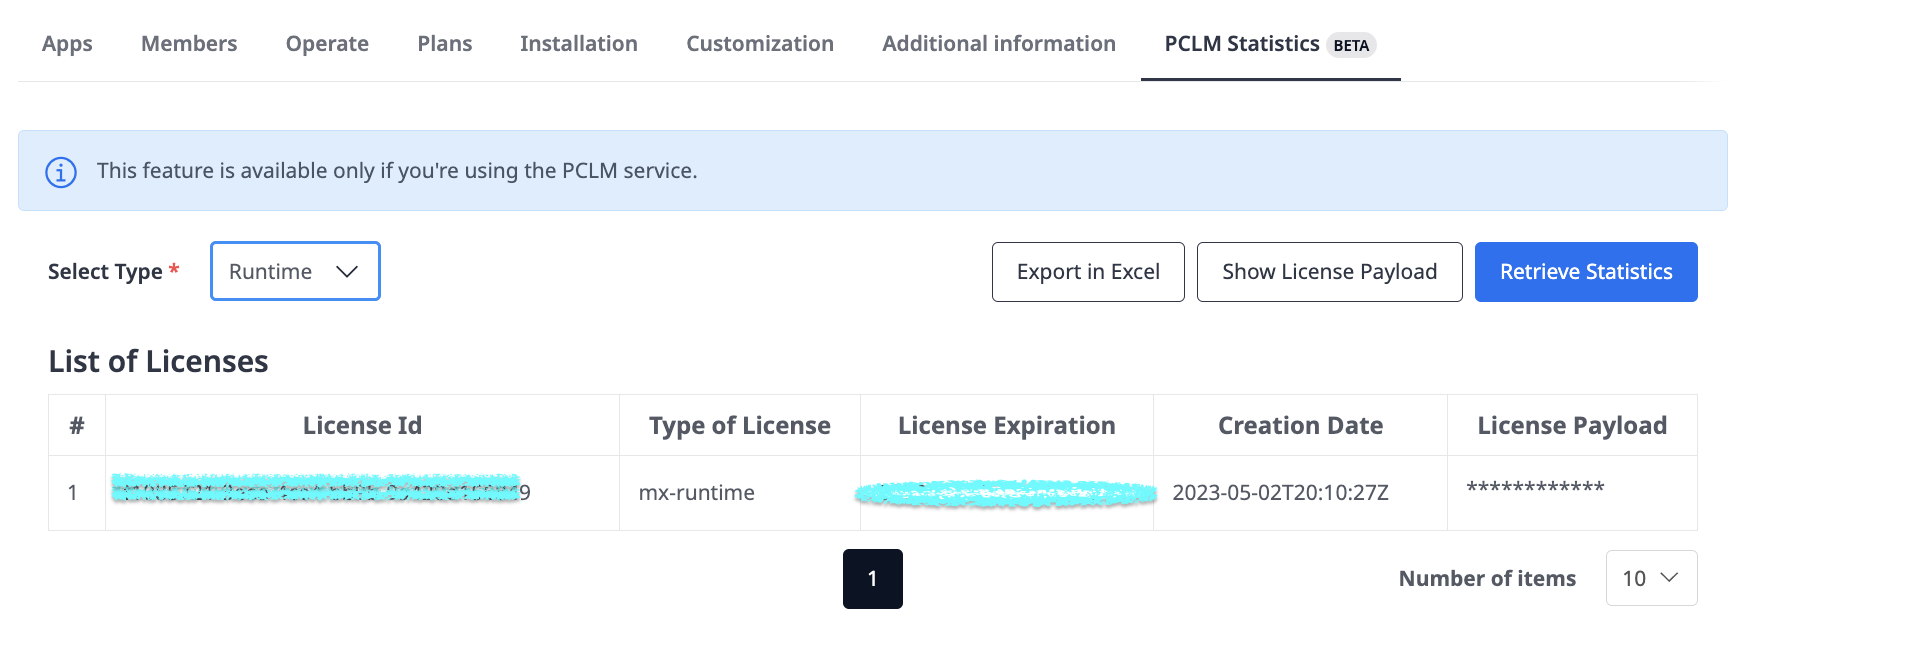 Apps Members Operate Plans Installation Customization Additional information PCLM Statistics BETA
This feature is available only if you're using the PCLM service.
Select Type * Runtime Export in Excel Show License Payload Retrieve Statistics
List of Licenses
# License Id Type of License License Expiration Creation Date License Payload
1 9 mx-runtime 2023-05-02T20:10:27Z ************
1 Number of items 10